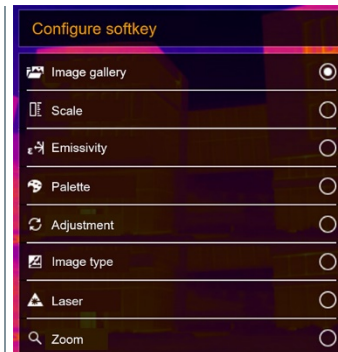 Configure softkey
Image gallery
Scale
Emissivity
Palette
Adjustment
Image type
Laser
Zoom